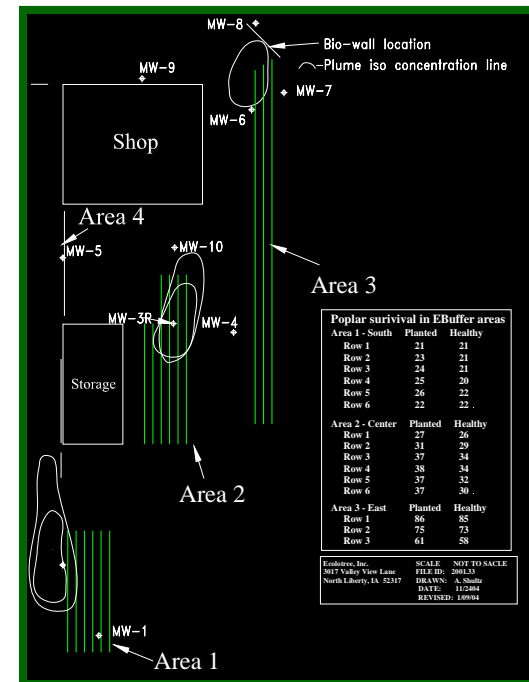 MW-8
Bio-wall location
Plume iso concentration line
MW-9
MW-7
MW-6
Shop
Area 4
MW-5
MW-10
Area 3
MW-3R
MW-4
Storage
Area 2
MW-1
Area 1
Poplar surivival in EBuffer areas
Area 1 - South Planted Healthy
Row 1 21 21
Row 2 23 21
Row 3 24 21
Row 4 25 20
Row 5 26 22
Row 6 22 22 .
Area 2 - Center Planted Healthy
Row 1 27 26
Row 2 31 29
Row 3 37 34
Row 4 38 34
Row 5 37 32
Row 6 37 30 .
Area 3 - East Planted Healthy
Row 1 86 85
Row 2 75 73
Row 3 61 58
Ecolotree, Inc. SCALE NOT TO SACLE
3017 Valley View Lane FILE ID: 2001.33
North Liberty, IA 52317 DRAWN: A. Shultz
DATE: 11/2404
REVISED: 1/09/04